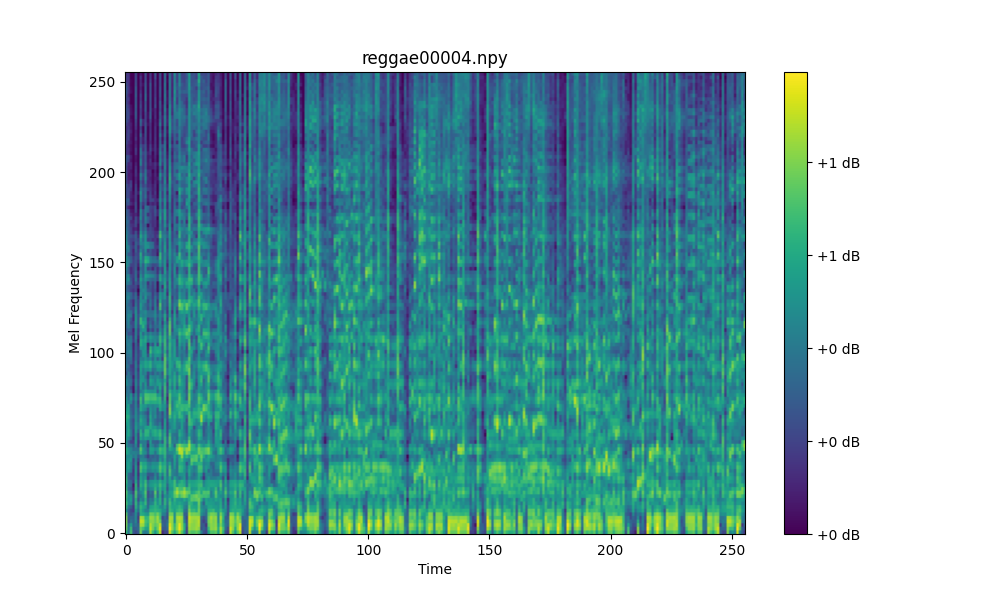 reggae00004.npy
250
200
150
100
50
0
Mel Frequency
0 50 100 150 200 250
Time
+1 dB
+1 dB
+0 dB
+0 dB
+0 dB